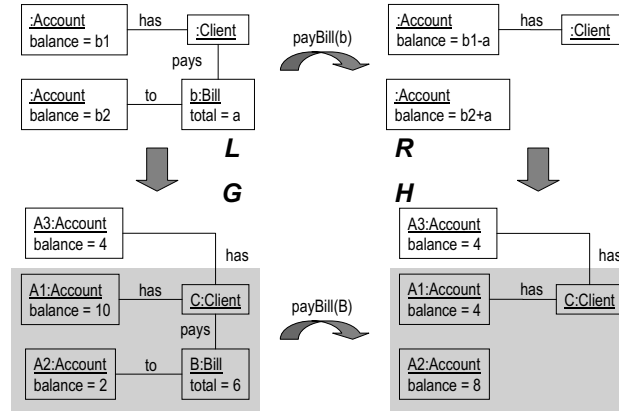 :Account
balance = b1
has
:Client
pays
:Account
balance = b2
to
b:Bill
total = a
L
payBill(b)
:Account
balance = b1-a
has
:Client
:Account
balance = b2+a
R
G
A3:Account
balance = 4
has
A1:Account
balance = 10
has
C:Client
pays
A2:Account
balance = 2
to
B:Bill
total = 6
payBill(B)
H
A3:Account
balance = 4
has
A1:Account
balance = 4
has
C:Client
A2:Account
balance = 8